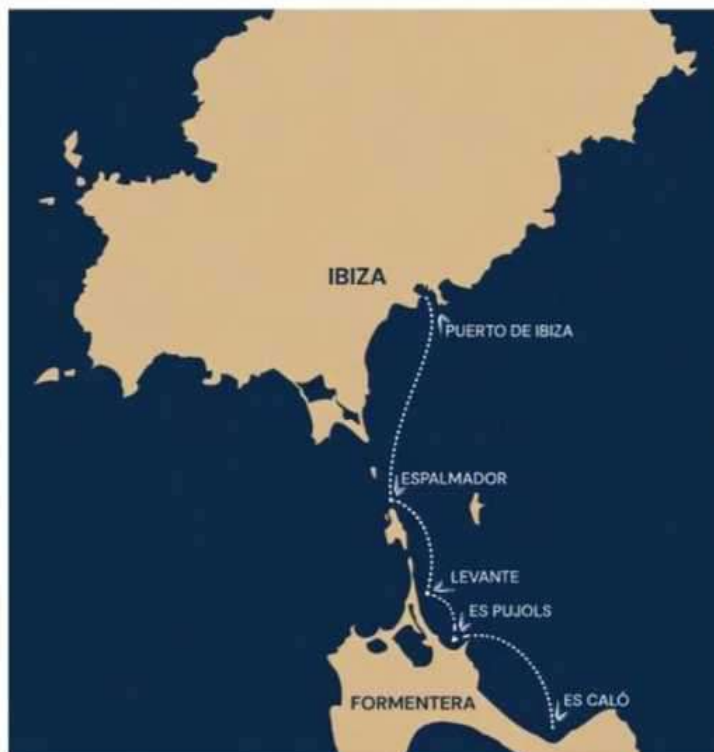 IBIZA
PUERTO DE IBIZA
ESPALMADOR
LEVANTE
ES PUJOLS
FORMENTERA
ES CALÓ